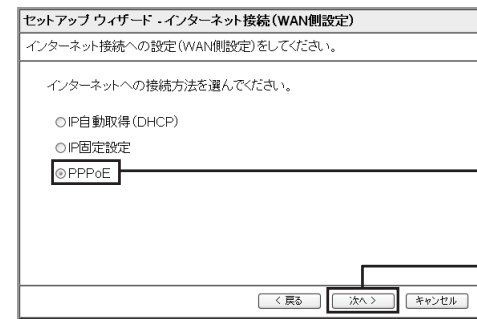 セットアップ ウィザード - インターネット接続（WAN側設定）
インターネット接続への設定（WAN側設定）をしてください。
インターネットへの接続方法を選んでください。
IP自動取得（DHCP）
IP固定設定
PPPoE
< 戻る 次へ > キャンセル